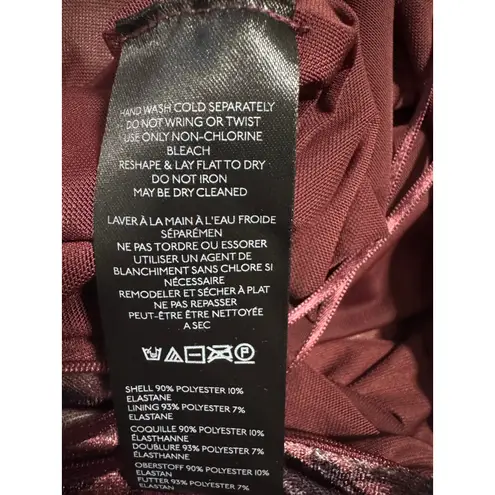 HAND WASH COLD SEPARATELY
DO NOT WRING OR TWIST
USE ONLY NON-CHLORINE
BLEACH
RESHAPE & LAY FLAT TO DRY
DO NOT IRON
MAY BE DRY CLEANED
LAVER À LA MAIN À L'EAU FROIDE
SÉPARÉMEN
NE PAS TORDRE OU ESSORER
UTILISER UN AGENT DE
BLANCHIMENT SANS CHLORE SI
NÉCESSAIRE
REMODELER ET SÉCHER À PLAT
NE PAS REPASSER
PEUT-ÊTRE ÊTRE NETTOYÉE
A SEC
SHELL 90% POLYESTER 10%
ELASTANE
LINING 93% POLYESTER 7%
ELASTANE
COQUILLE 90% POLYESTER 10%
ÉLASTHANNE
DOUBLURE 93% POLYESTER 7%
ÉLASTHANNE
OBERSTOFF 90% POLYESTER 10%
ELASTAN
FUTTER 93% POLYESTER 7%
ELASTAN